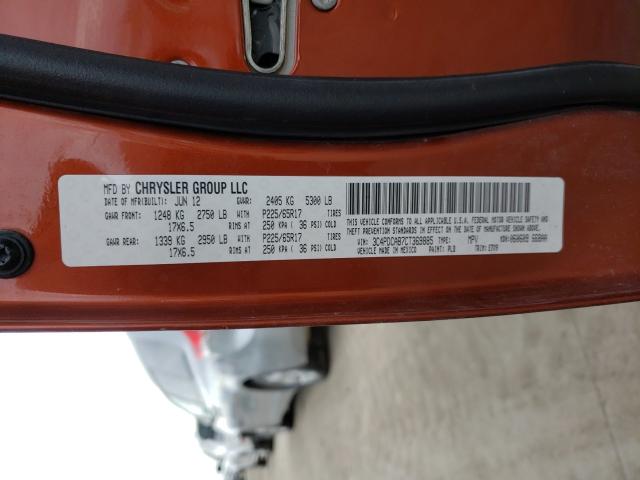 MFD BY CHRYSLER GROUP LLC
DATE OF MFR(BUILT): JUN 12 GVWR: 2405 KG 5300 LB
GAWR FRONT: 1248 KG 2750 LB WITH P225/65R17 TIRES
17X6.5 RIMS AT 250 KPA ( 36 PSI) COLD
GAWR REAR: 1339 KG 2950 LB WITH P225/65R17 TIRES
17X6.5 RIMS AT 250 KPA ( 36 PSI) COLD
THIS VEHICLE CONFORMS TO ALL APPLICABLE U.S.A. FEDERAL MOTOR VEHICLE SAFETY AND
THEFT PREVENTION STANDARDS IN EFFECT ON THE DATE OF MANUFACTURE SHOWN ABOVE.
VIN: 3C4PDDAB7CT369885 TYPE: MPV MDH:
VEHICLE MADE IN MEXICO PAINT: TRIM: